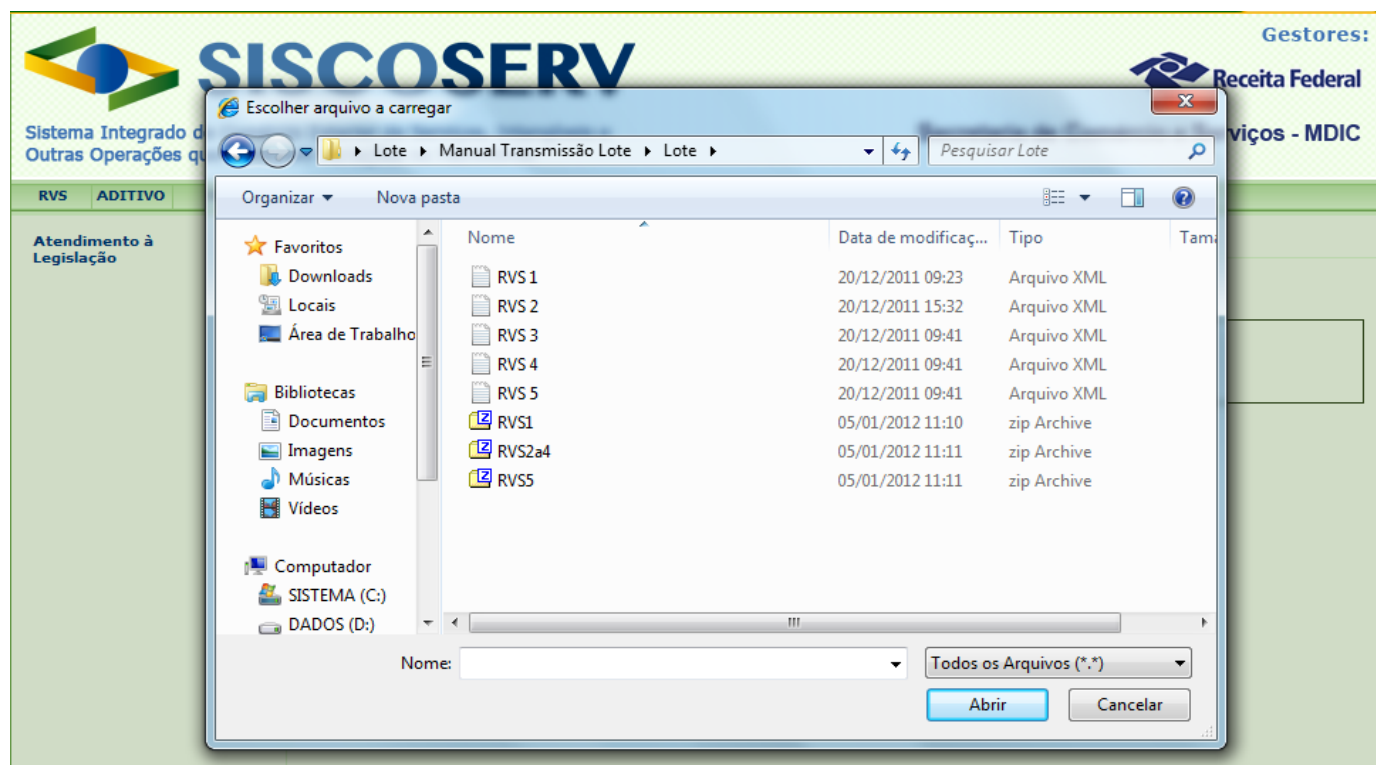 Gestores:
SISCOSERV
Receita Federal
Escolher arquivo a carregar
Sistema Integrado d
viços - MDIC
Outras Operações qu
Lote Manual Transmissão Lote Lote
Pesquisar Lote
RVS ADITIVO
Organizar Nova pasta
Atendimento à
Legislação
Favoritos
Downloads
Locais
Área de Trabalho
Bibliotecas
Documentos
Imagens
Músicas
Vídeos
Computador
SISTEMA (C:)
DADOS (D:)
Nome Data de modificaç... Tipo Tama
RVS 1 20/12/2011 09:23 Arquivo XML
RVS 2 20/12/2011 15:32 Arquivo XML
RVS 3 20/12/2011 09:41 Arquivo XML
RVS 4 20/12/2011 09:41 Arquivo XML
RVS 5 20/12/2011 09:41 Arquivo XML
RVS1 05/01/2012 11:10 zip Archive
RVS2a4 05/01/2012 11:11 zip Archive
RVS5 05/01/2012 11:11 zip Archive
Nome: Todos os Arquivos (*.*)
Abrir Cancelar